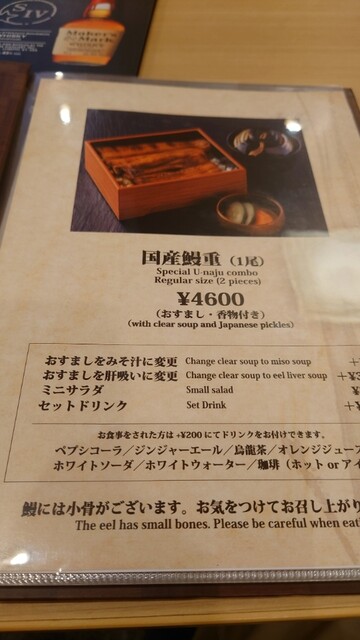 SIV
Maker's
Mark
国産鰻重（1尾）
Special U-naju combo
Regular size (2 pieces)
¥4600
（おすまし・香物付き）
(with clear soup and Japanese pickles)
おすましをみそ汁に変更 Change clear soup to miso soup
おすましを肝吸いに変更 Change clear soup to eel liver soup
ミニサラダ Small salad
セットドリンク Set Drink
お食事をされた方は+¥200にてドリンクをお付けできます。
ペプシコーラ／ジンジャーエール／烏龍茶／オレンジジュース
ホワイトソーダ／ホワイトウォーター／珈琲（ホット or アイ
鰻には小骨がございます。お気をつけてお召し上が
The eel has small bones. Please be careful when eat